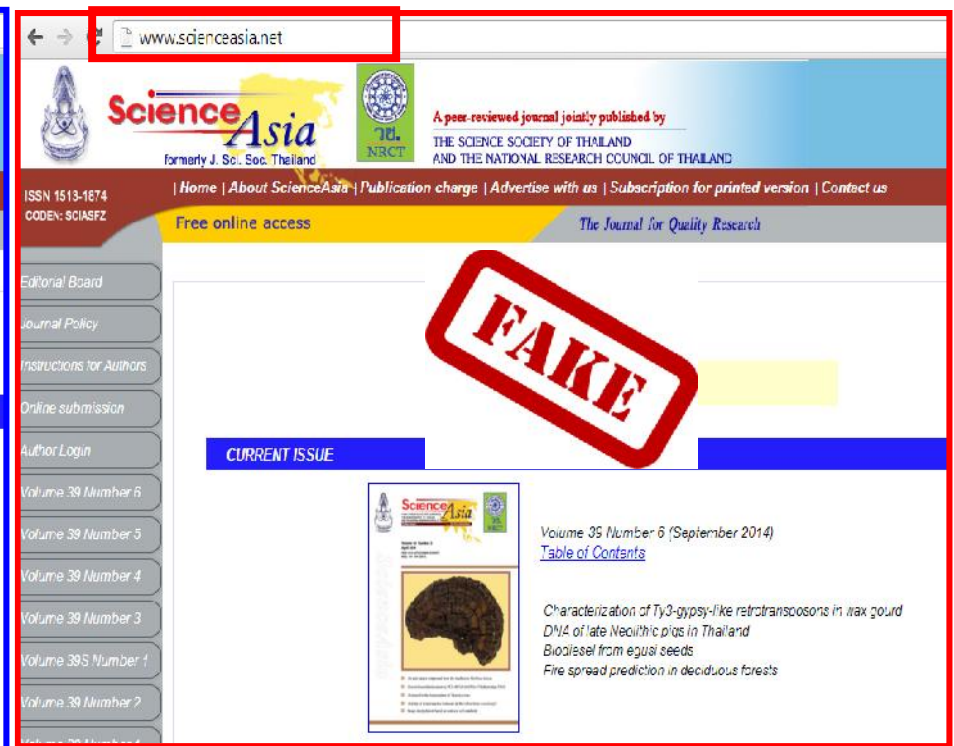 www.scienceasia.net
ScienceAsia
formerly J. Sci. Soc. Thailand
วช.
NRCT
A peer-reviewed journal jointly published by
THE SCIENCE SOCIETY OF THAILAND
AND THE NATIONAL RESEARCH COUNCIL OF THAILAND
ISSN 1513-1874
CODEN: SCIASFZ
| Home | About ScienceAsia | Publication charge | Advertise with us | Subscription for printed version | Contact us
Free online access
The Journal for Quality Research
Editorial Board
Journal Policy
Instructions for Authors
Online submission
Author Login
Volume 39 Number 6
Volume 39 Number 5
Volume 39 Number 4
Volume 39 Number 3
Volume 39S Number 1
Volume 39 Number 2
FAKE
CURRENT ISSUE
ScienceAsia
NRCT
ScienceAsia
Volume 39 Number 6 (September 2014)
Table of Contents
Characterization of Ty3-gypsy-like retrotransposons in wax gourd
DNA of late Neolithic pigs in Thailand
Biodiesel from egusi seeds
Fire spread prediction in deciduous forests